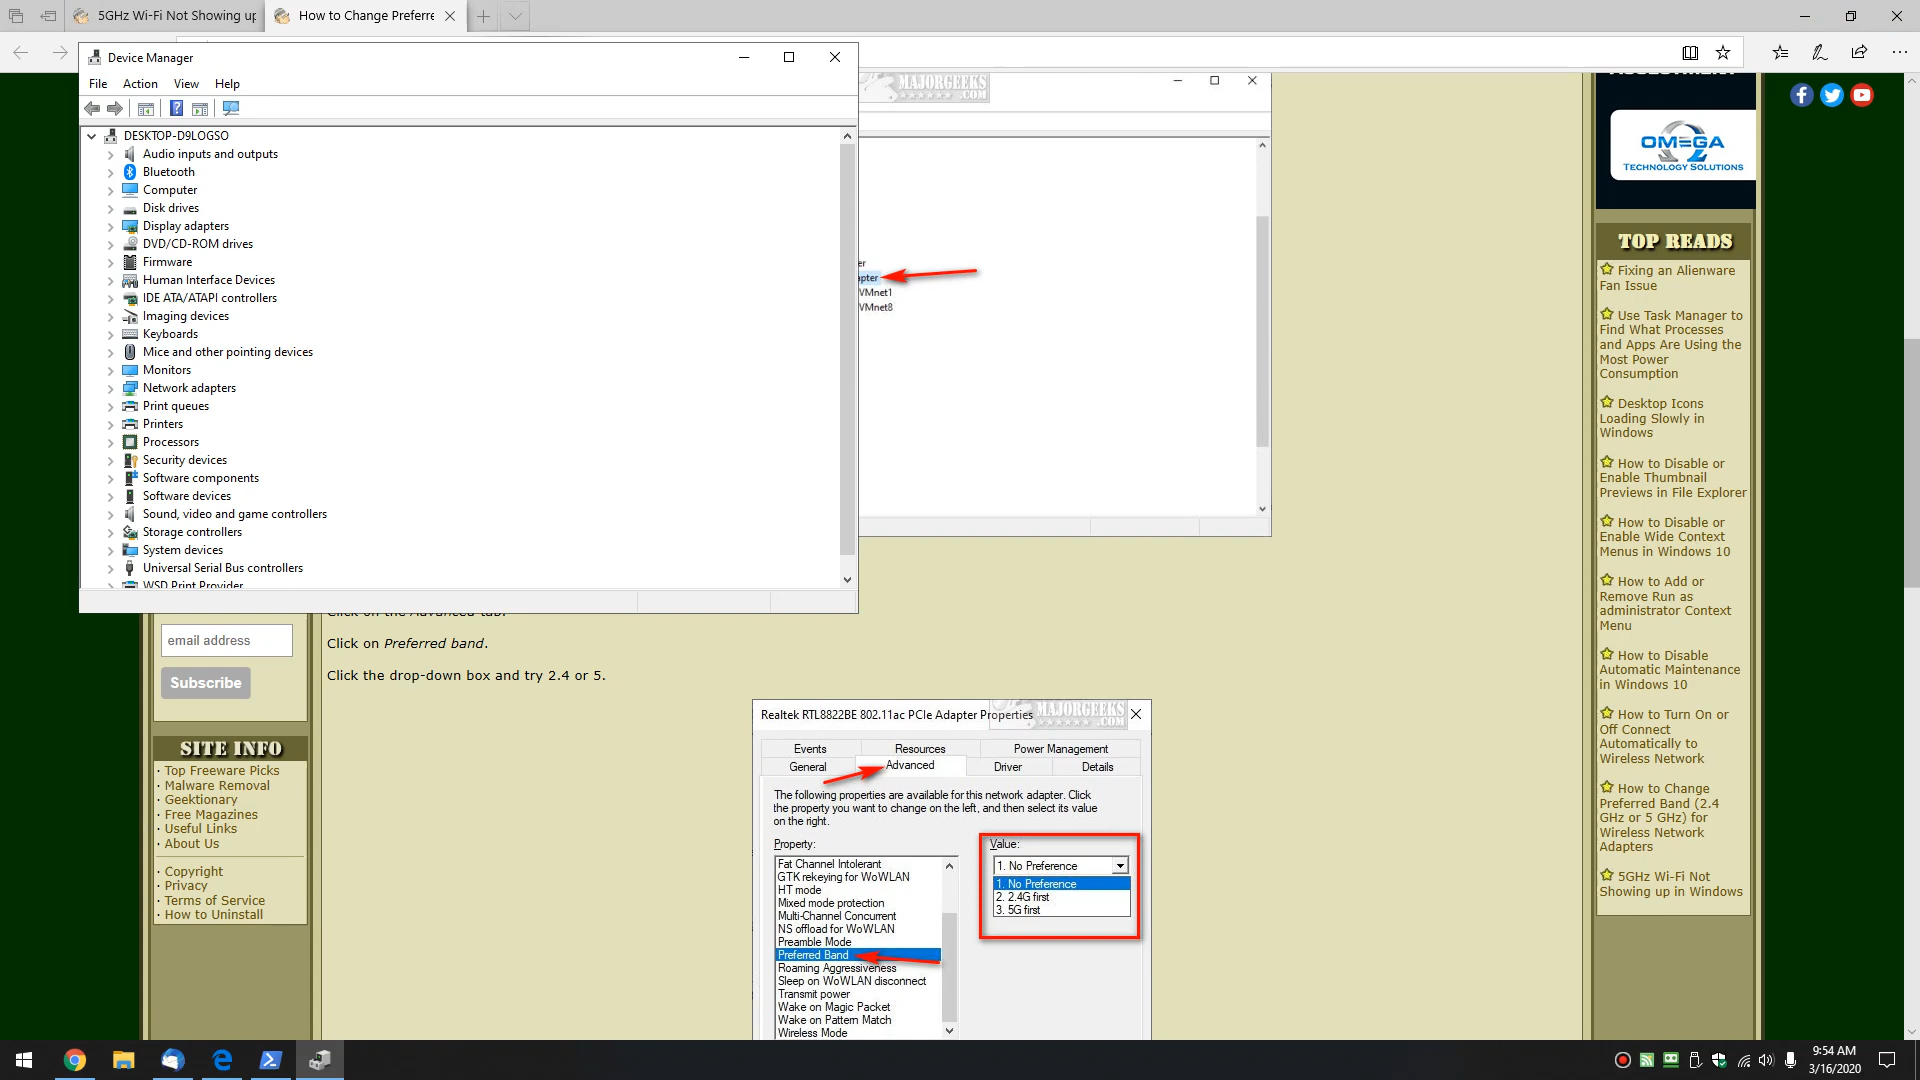 5GHz Wi-Fi Not Showing up
How to Change Preferre
Device Manager
File Action View Help
DESKTOP-D9LOGSO
Audio inputs and outputs
Bluetooth
Computer
Disk drives
Display adapters
DVD/CD-ROM drives
Firmware
Human Interface Devices
IDE ATA/ATAPI controllers
Imaging devices
Keyboards
Mice and other pointing devices
Monitors
Network adapters
Print queues
Printers
Processors
Security devices
Software components
Software devices
Sound, video and game controllers
Storage controllers
System devices
Universal Serial Bus controllers
WSD Print Provider
MAJORGEEKS
.COM
er
apter
VMnet1
VMnet8
Click on the Advanced tab.
Click on Preferred band.
Click the drop-down box and try 2.4 or 5.
email address
Subscribe
SITE INFO
· Top Freeware Picks
· Malware Removal
· Geektionary
· Free Magazines
· Useful Links
· About Us
· Copyright
· Privacy
· Terms of Service
· How to Uninstall
Realtek RTL8822BE 802.11ac PCIe Adapter Properties
MAJORGEEKS
.COM
Events Resources Power Management
General Advanced Driver Details
The following properties are available for this network adapter. Click
the property you want to change on the left, and then select its value
on the right.
Property:
Fat Channel Intolerant
GTK rekeying for WoWLAN
HT mode
Mixed mode protection
Multi-Channel Concurrent
NS offload for WoWLAN
Preamble Mode
Preferred Band
Roaming Aggressiveness
Sleep on WoWLAN disconnect
Transmit power
Wake on Magic Packet
Wake on Pattern Match
Wireless Mode
Value:
1. No Preference
1. No Preference
2. 2.4G first
3. 5G first
OMEGA
TECHNOLOGY SOLUTIONS
TOP READS
Fixing an Alienware
Fan Issue
Use Task Manager to
Find What Processes
and Apps Are Using the
Most Power
Consumption
Desktop Icons
Loading Slowly in
Windows
How to Disable or
Enable Thumbnail
Previews in File Explorer
How to Disable or
Enable Wide Context
Menus in Windows 10
How to Add or
Remove Run as
administrator Context
Menu
How to Disable
Automatic Maintenance
in Windows 10
How to Turn On or
Off Connect
Automatically to
Wireless Network
How to Change
Preferred Band (2.4
GHz or 5 GHz) for
Wireless Network
Adapters
5GHz Wi-Fi Not
Showing up in Windows
9:54 AM
3/16/2020